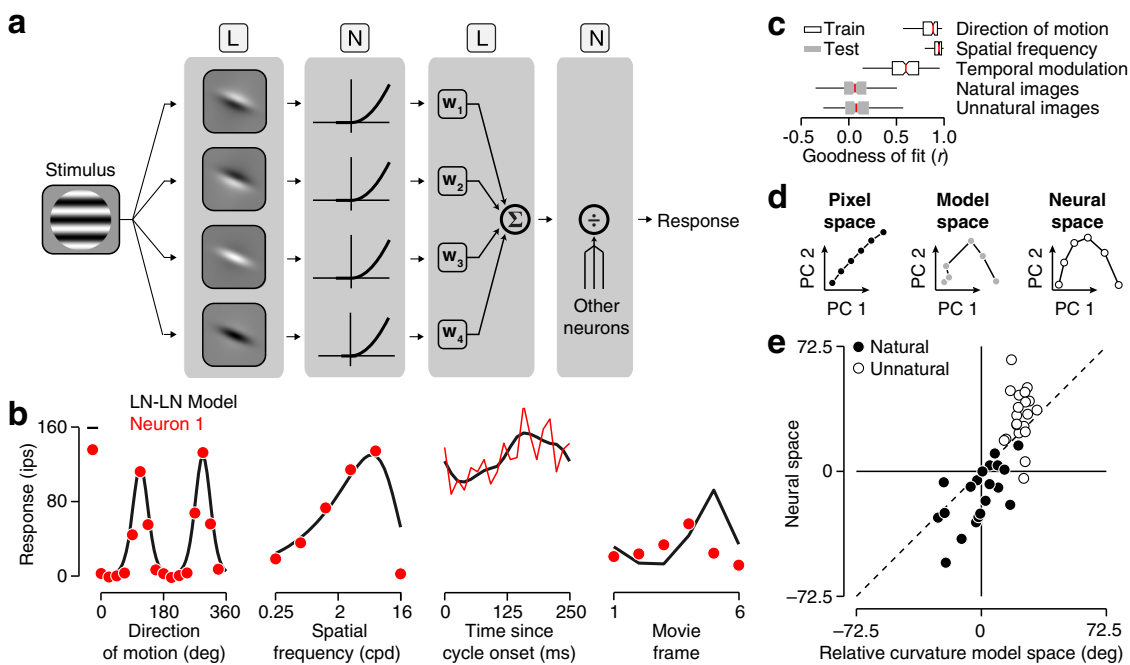 a
L
N
L
N
Stimulus
w1
w2
w3
w4
Σ
÷
Response
Other
neurons
b
LN-LN Model
Neuron 1
Response (ips)
160
80
0
0
180
360
Direction
of motion (deg)
0.25
2
16
Spatial
frequency (cpd)
0
125
250
Time since
cycle onset (ms)
1
6
Movie
frame
c
Train
Test
Direction of motion
Spatial frequency
Temporal modulation
Natural images
Unnatural images
-0.5
0.0
0.5
1.0
Goodness of fit (r)
d
Pixel
space
Model
space
Neural
space
PC 2
PC 1
PC 2
PC 1
PC 2
PC 1
e
Natural
Unnatural
Neural space
72.5
0
−72.5
−72.5
0
72.5
Relative curvature model space (deg)